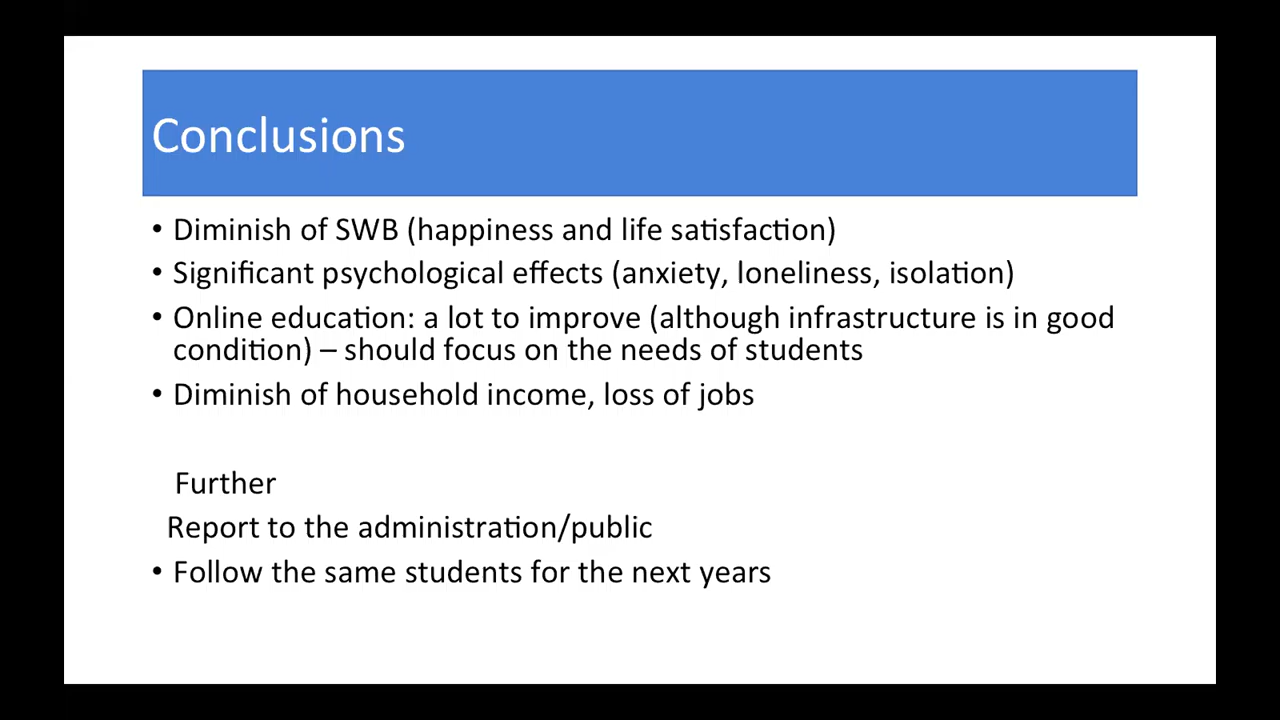 Conclusions
• Diminish of SWB (happiness and life satisfaction)
• Significant psychological effects (anxiety, loneliness, isolation)
• Online education: a lot to improve (although infrastructure is in good
condition) – should focus on the needs of students
• Diminish of household income, loss of jobs
Further
Report to the administration/public
• Follow the same students for the next years